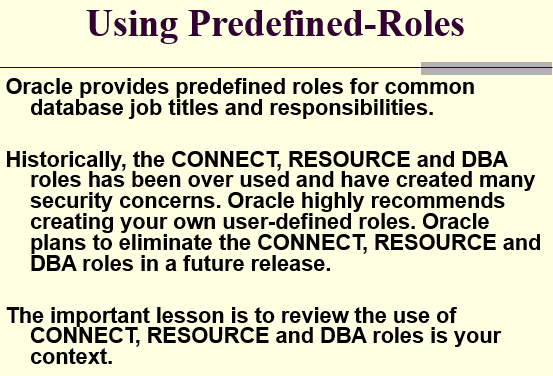 Using Predefined-Roles
Oracle provides predefined roles for common
database job titles and responsibilities.
Historically, the CONNECT, RESOURCE and DBA
roles has been over used and have created many
security concerns. Oracle highly recommends
creating your own user-defined roles. Oracle
plans to eliminate the CONNECT, RESOURCE and
DBA roles in a future release.
The important lesson is to review the use of
CONNECT, RESOURCE and DBA roles is your
context.